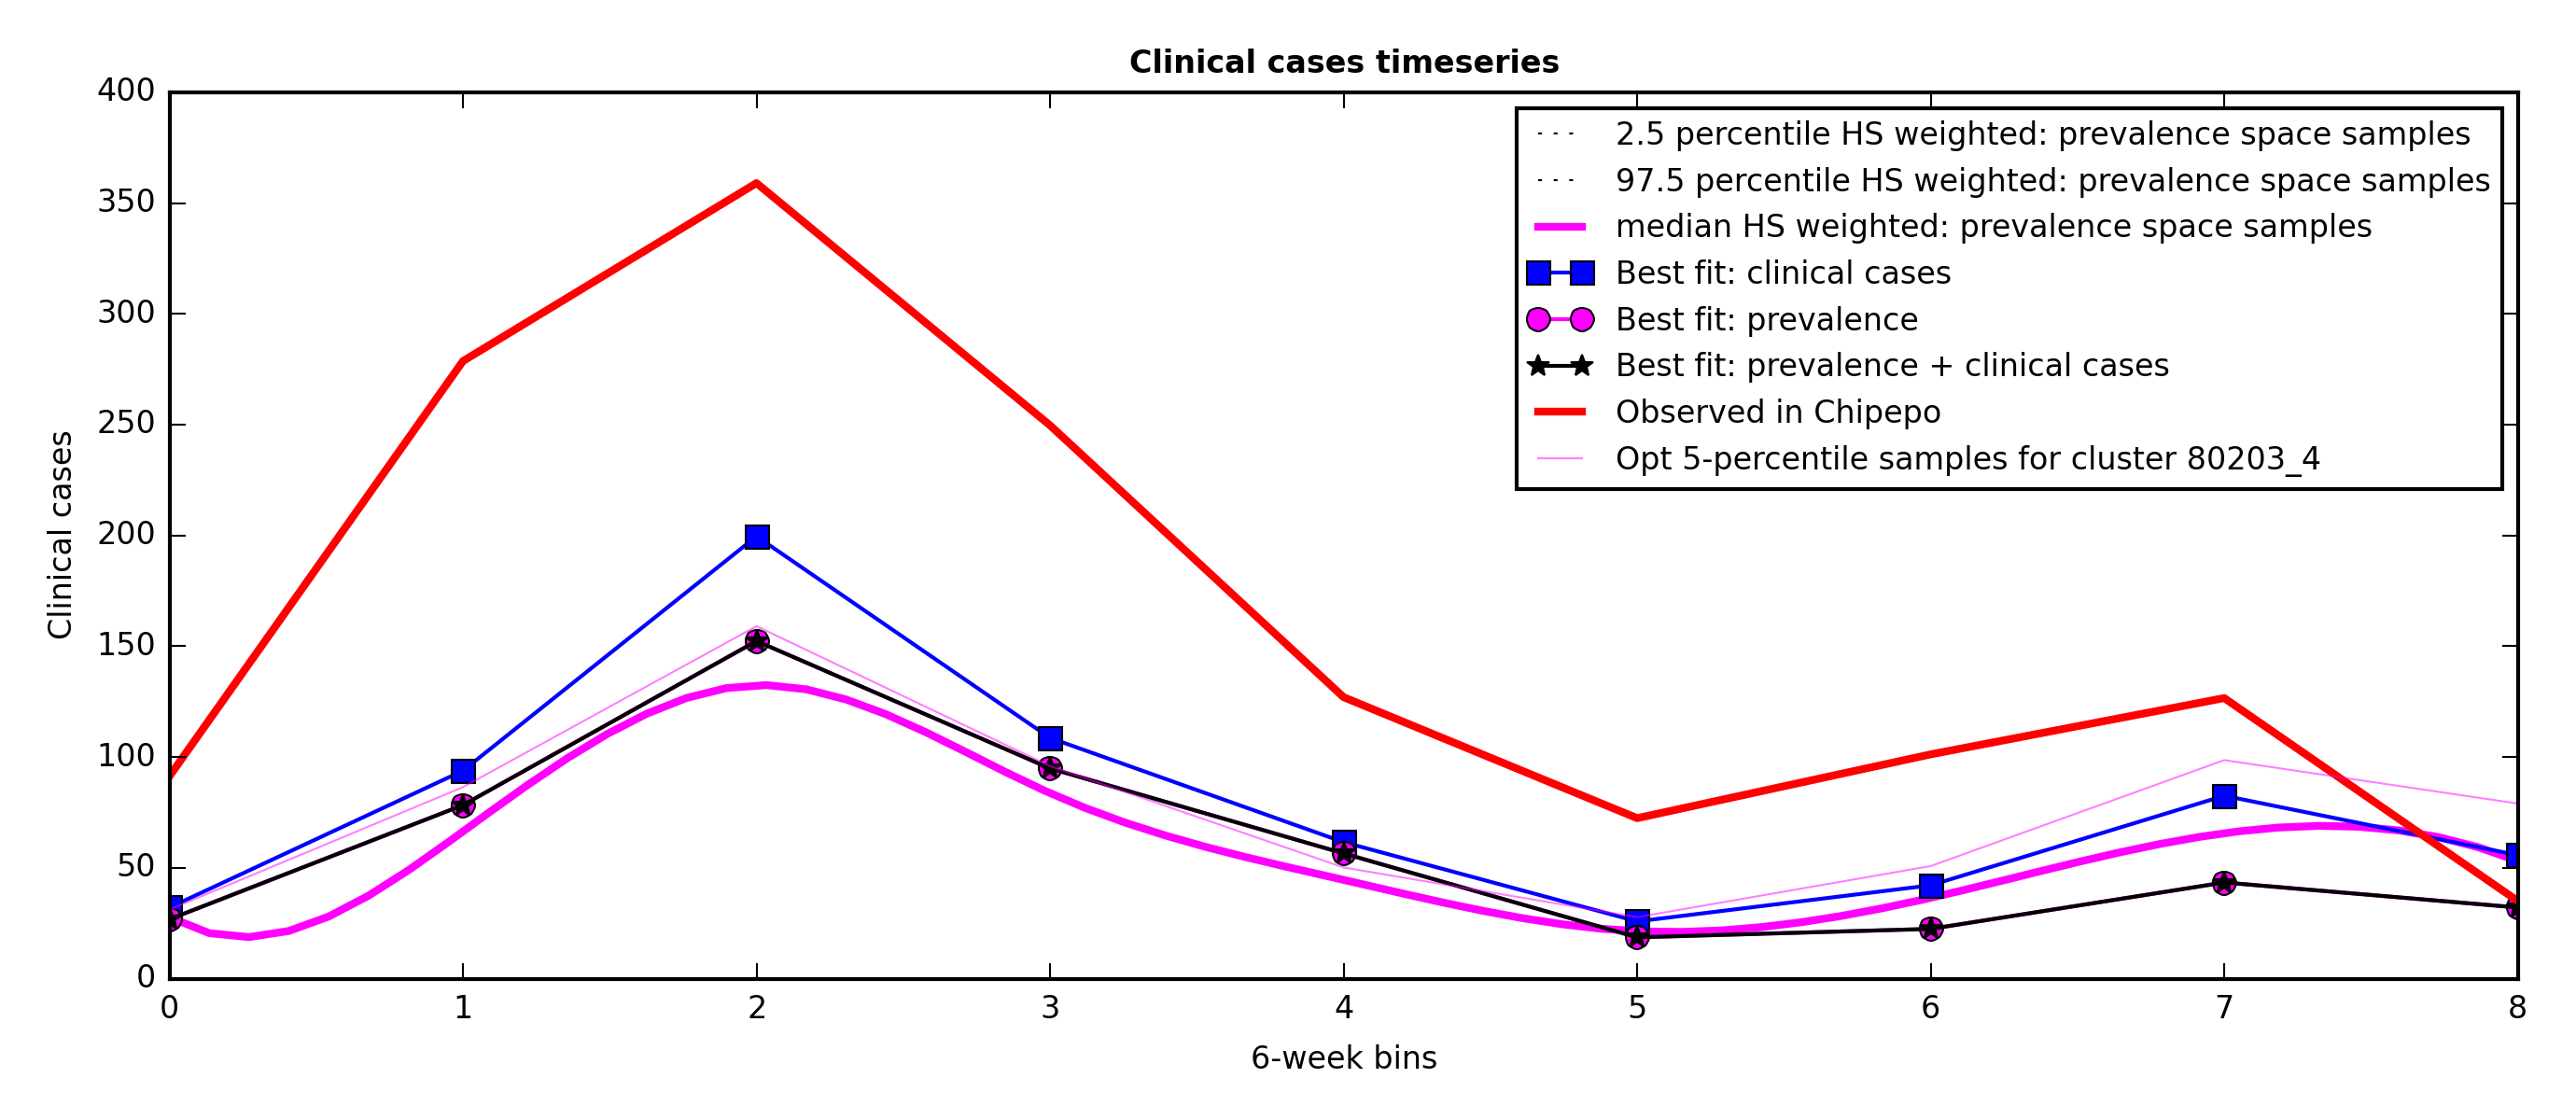 Clinical cases timeseries
400
350
300
250
200
150
100
50
0
Clinical cases
2.5 percentile HS weighted: prevalence space samples
97.5 percentile HS weighted: prevalence space samples
median HS weighted: prevalence space samples
Best fit: clinical cases
Best fit: prevalence
Best fit: prevalence + clinical cases
Observed in Chipepo
Opt 5-percentile samples for cluster 80203_4
0 1 2 3 4 5 6 7 8
6-week bins